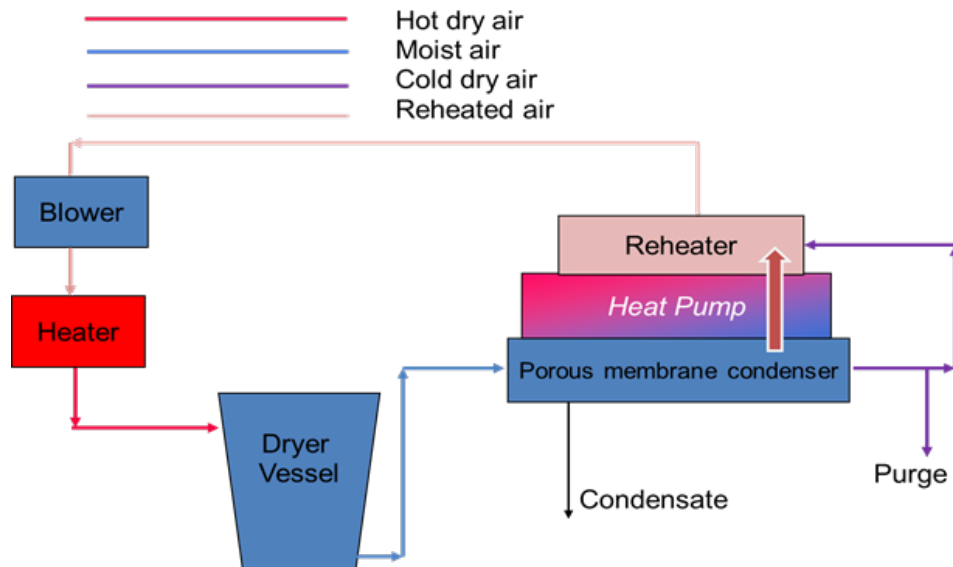 Hot dry air
Moist air
Cold dry air
Reheated air
Blower
Reheater
Heat Pump
Heater
Porous membrane condenser
Dryer
Vessel
Purge
Condensate